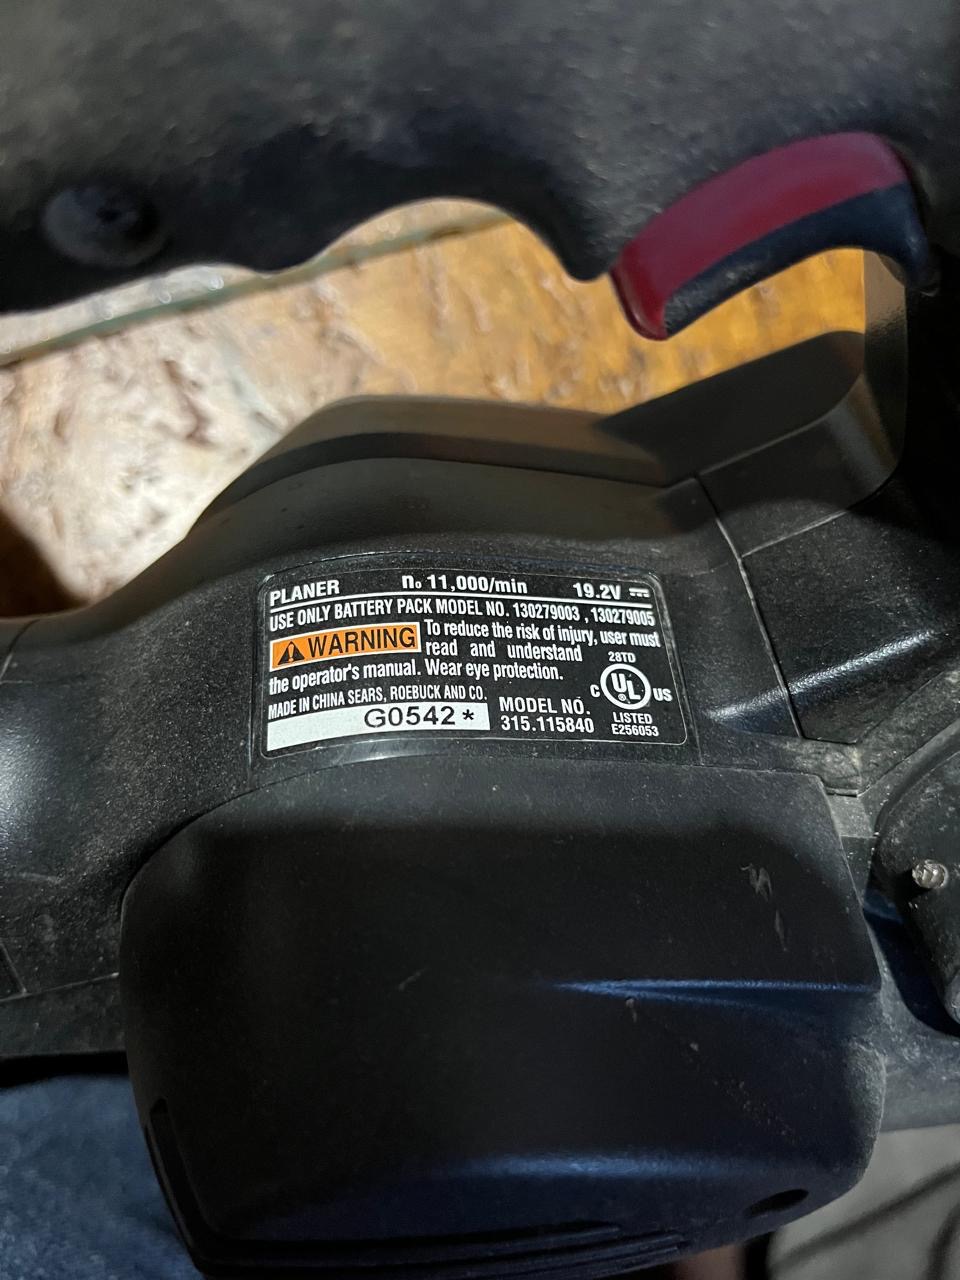 PLANER n₀ 11,000/min 19.2V ⎓
USE ONLY BATTERY PACK MODEL NO. 130279003 , 130279005
⚠ WARNING To reduce the risk of injury, user must
read and understand
the operator's manual. Wear eye protection.
MADE IN CHINA SEARS, ROEBUCK AND CO.
G0542 *
MODEL NO.
315.115840
28TD
C UL ® US
LISTED
E256053